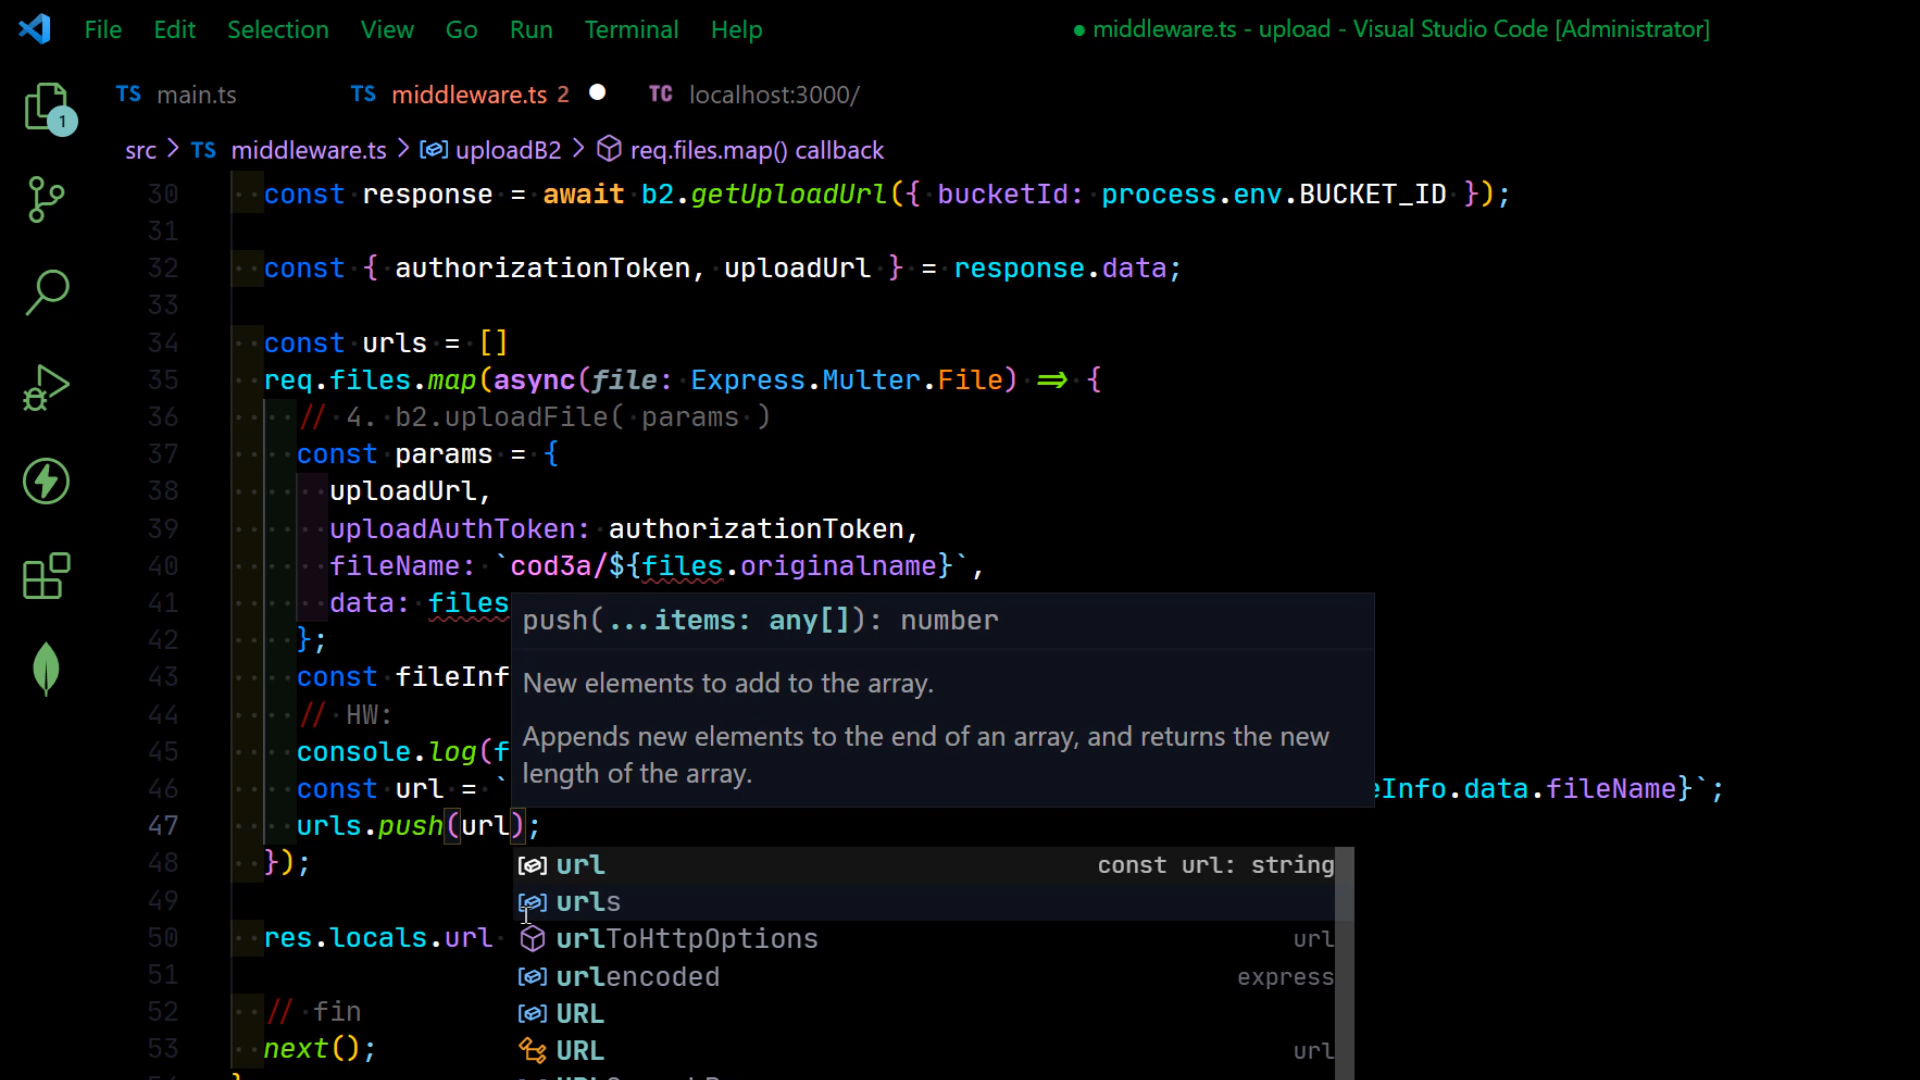 File Edit Selection View Go Run Terminal Help ● middleware.ts - upload - Visual Studio Code [Administrator]
TS main.ts TS middleware.ts 2 ● TC localhost:3000/
1
src > TS middleware.ts > uploadB2 > req.files.map() callback
30 const response = await b2.getUploadUrl({ bucketId: process.env.BUCKET_ID });
31
32 const { authorizationToken, uploadUrl } = response.data;
33
34 const urls = []
35 req.files.map(async(file: Express.Multer.File) => {
36 // 4. b2.uploadFile( params )
37 const params = {
38 uploadUrl,
39 uploadAuthToken: authorizationToken,
40 fileName: `cod3a/${files.originalname}`,
41 data: files
push(...items: any[]): number
42 };
43 const fileInf
New elements to add to the array.
44 // HW:
45 console.log(f
Appends new elements to the end of an array, and returns the new
length of the array.
46 const url = ` eInfo.data.fileName}`;
47 urls.push(url);
48 });
url const url: string
49
urls
50 res.locals.url
urlToHttpOptions url
51
urlencoded express
52 // fin
URL
53 next();
URL url